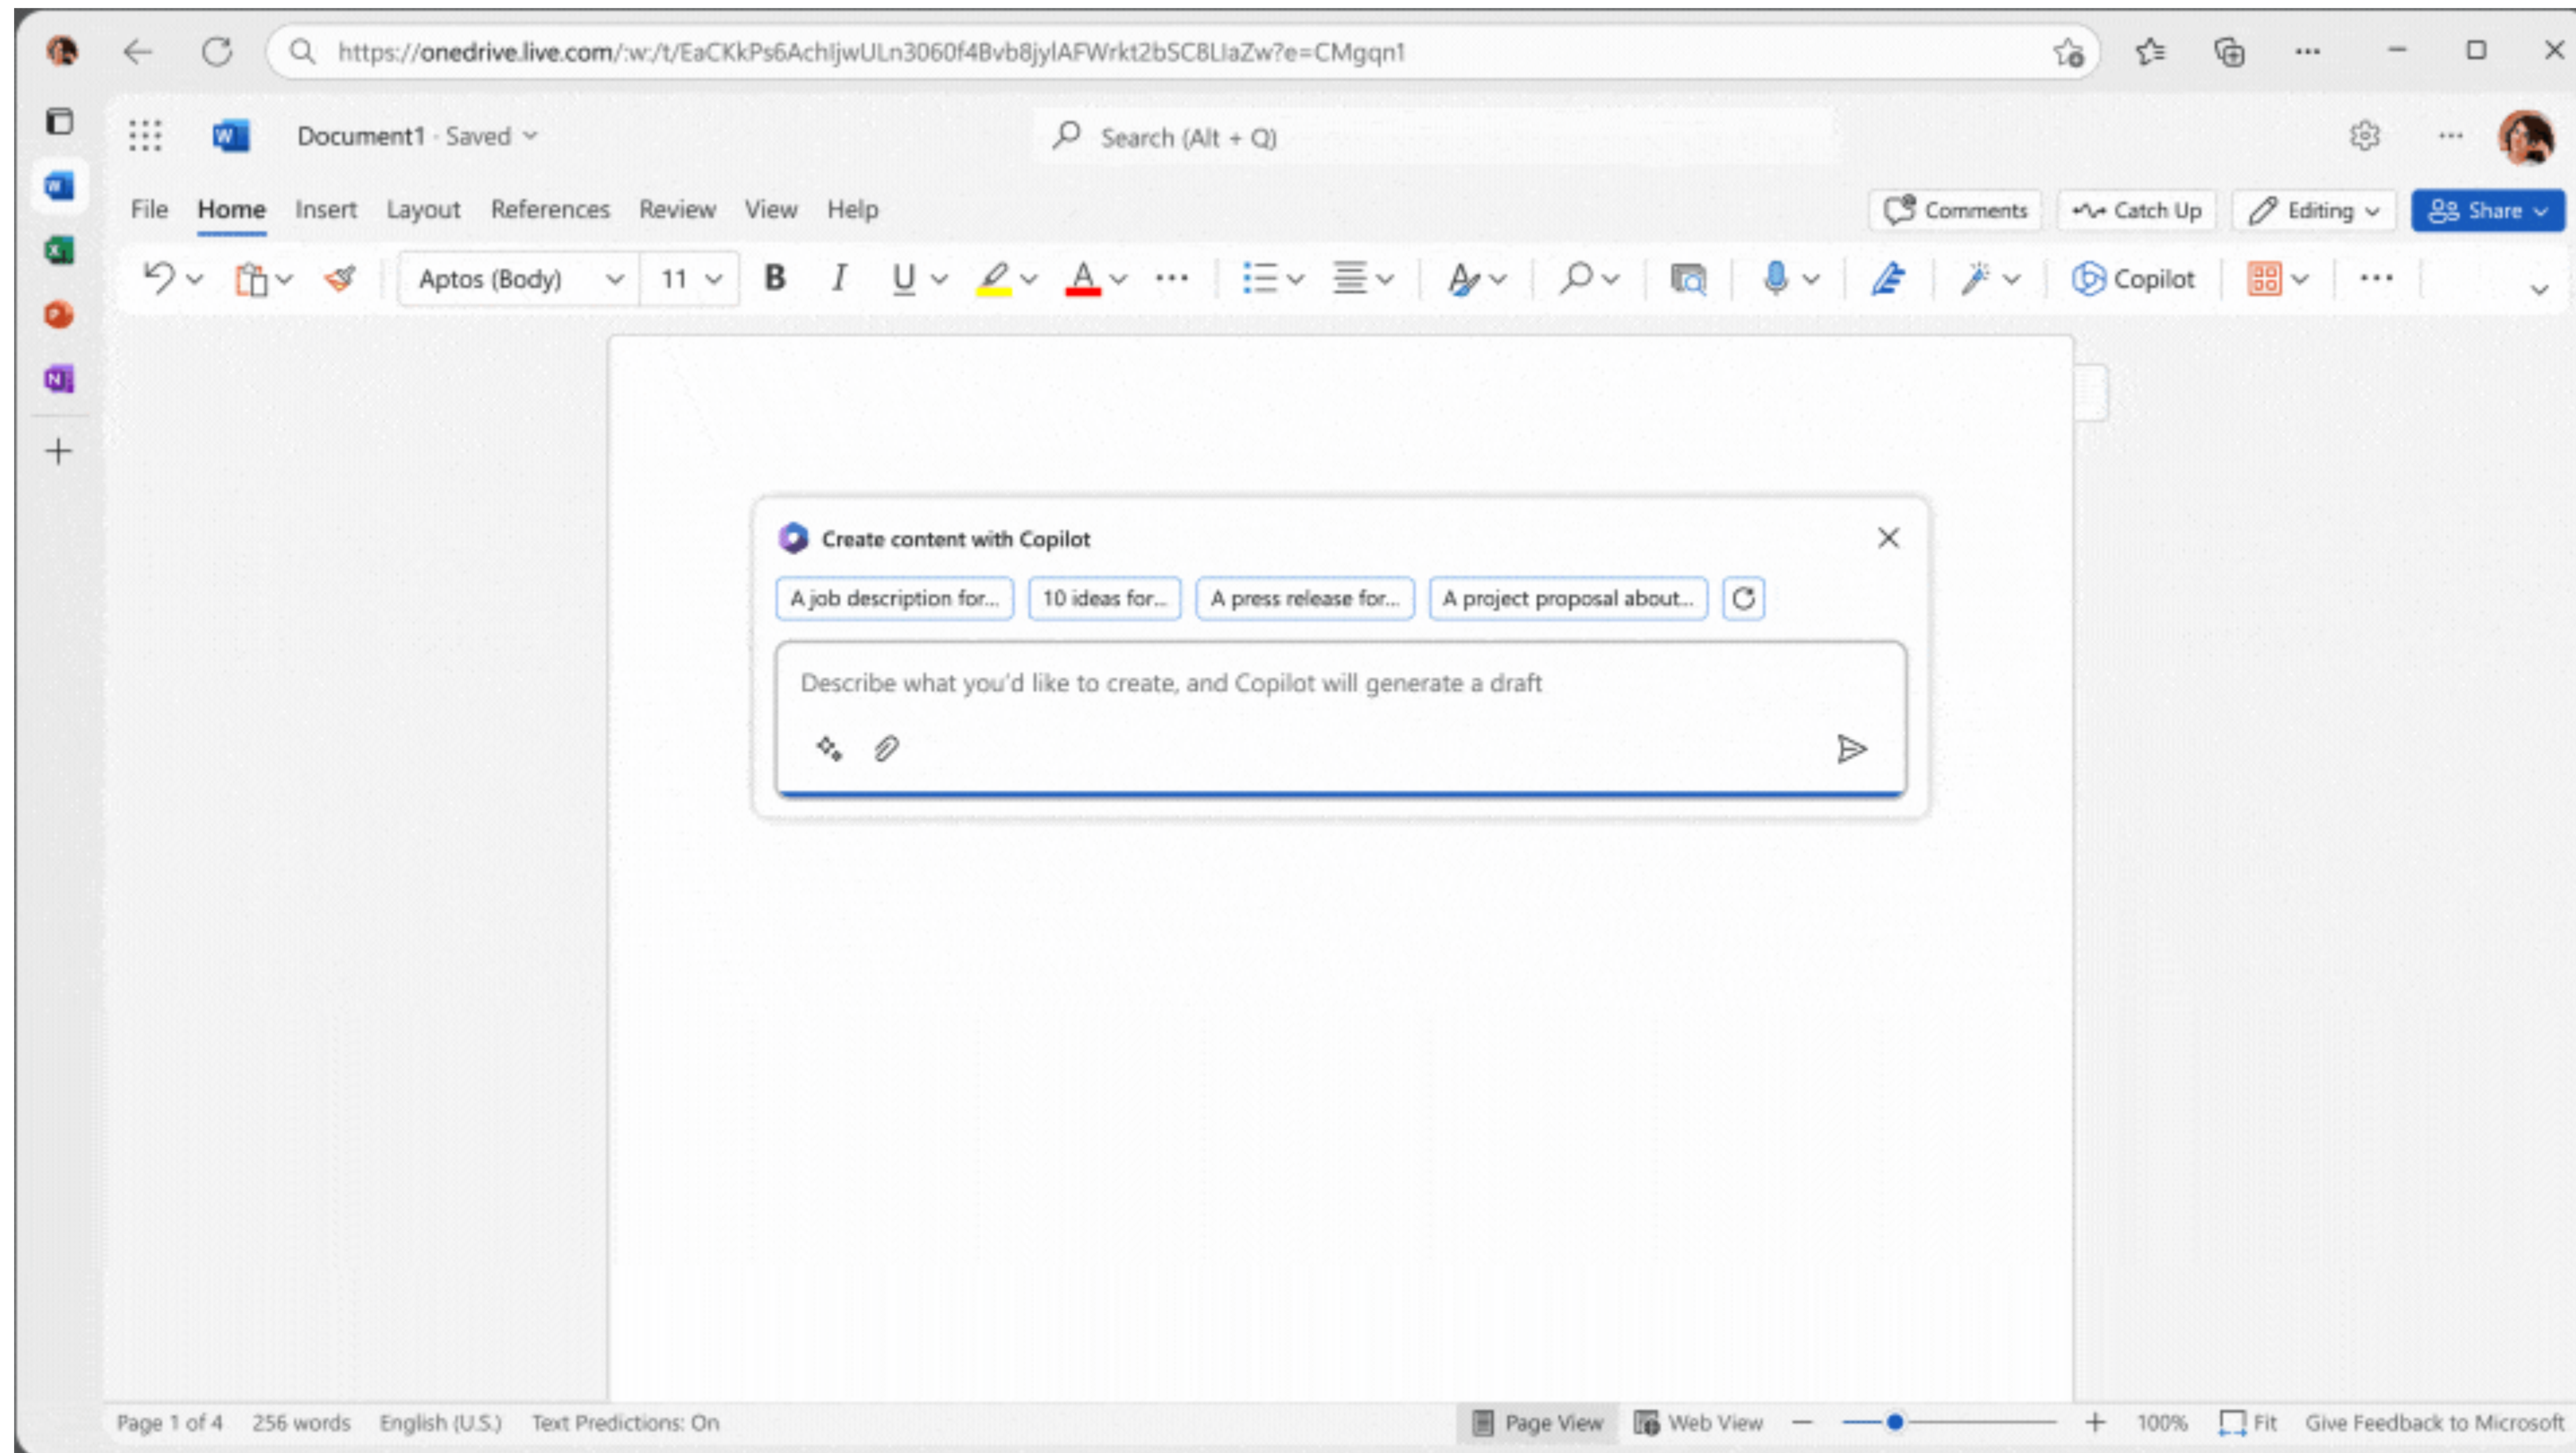 https://onedrive.live.com/:w:/t/EaCKkPs6AchIjwULn3060f4Bvb8jylAFWrkt2bSC8LIaZw?e=CMgqn1
Document1 · Saved
Search (Alt + Q)
File Home Insert Layout References Review View Help
Comments Catch Up Editing Share
Aptos (Body) 11 B I U A Copilot
Create content with Copilot
A job description for... 10 ideas for... A press release for... A project proposal about...
Describe what you'd like to create, and Copilot will generate a draft
Page 1 of 4 256 words English (U.S.) Text Predictions: On Page View Web View 100% Fit Give Feedback to Microsoft